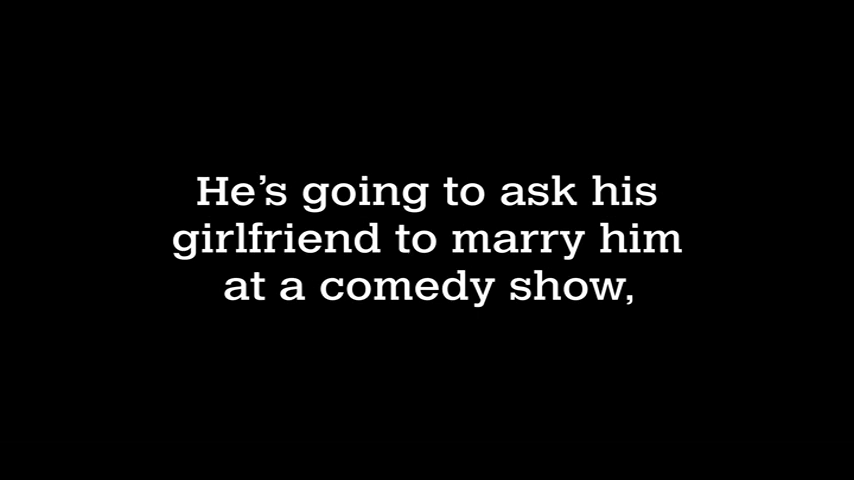 He’s going to ask his
girlfriend to marry him
at a comedy show,